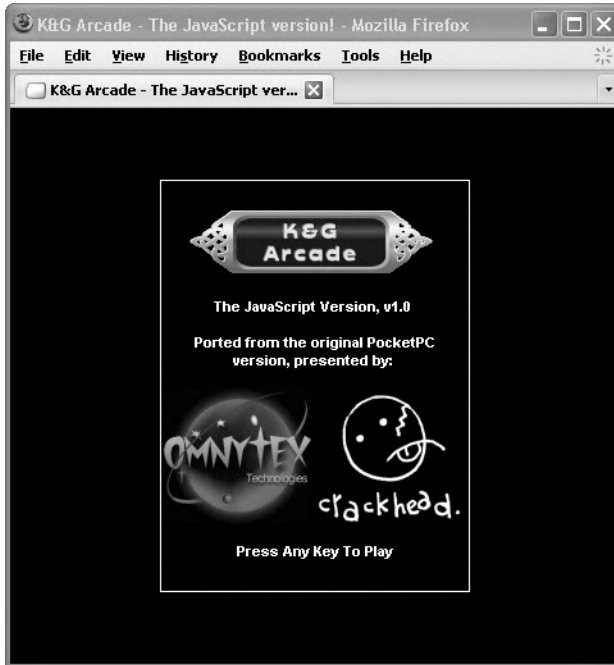 K&G Arcade - The JavaScript version! - Mozilla Firefox
File Edit View History Bookmarks Tools Help
K&G Arcade - The JavaScript ver...
K&G
Arcade
The JavaScript Version, v1.0
Ported from the original PocketPC
version, presented by:
OMNYTEX
Technologies
crackhead.
Press Any Key To Play